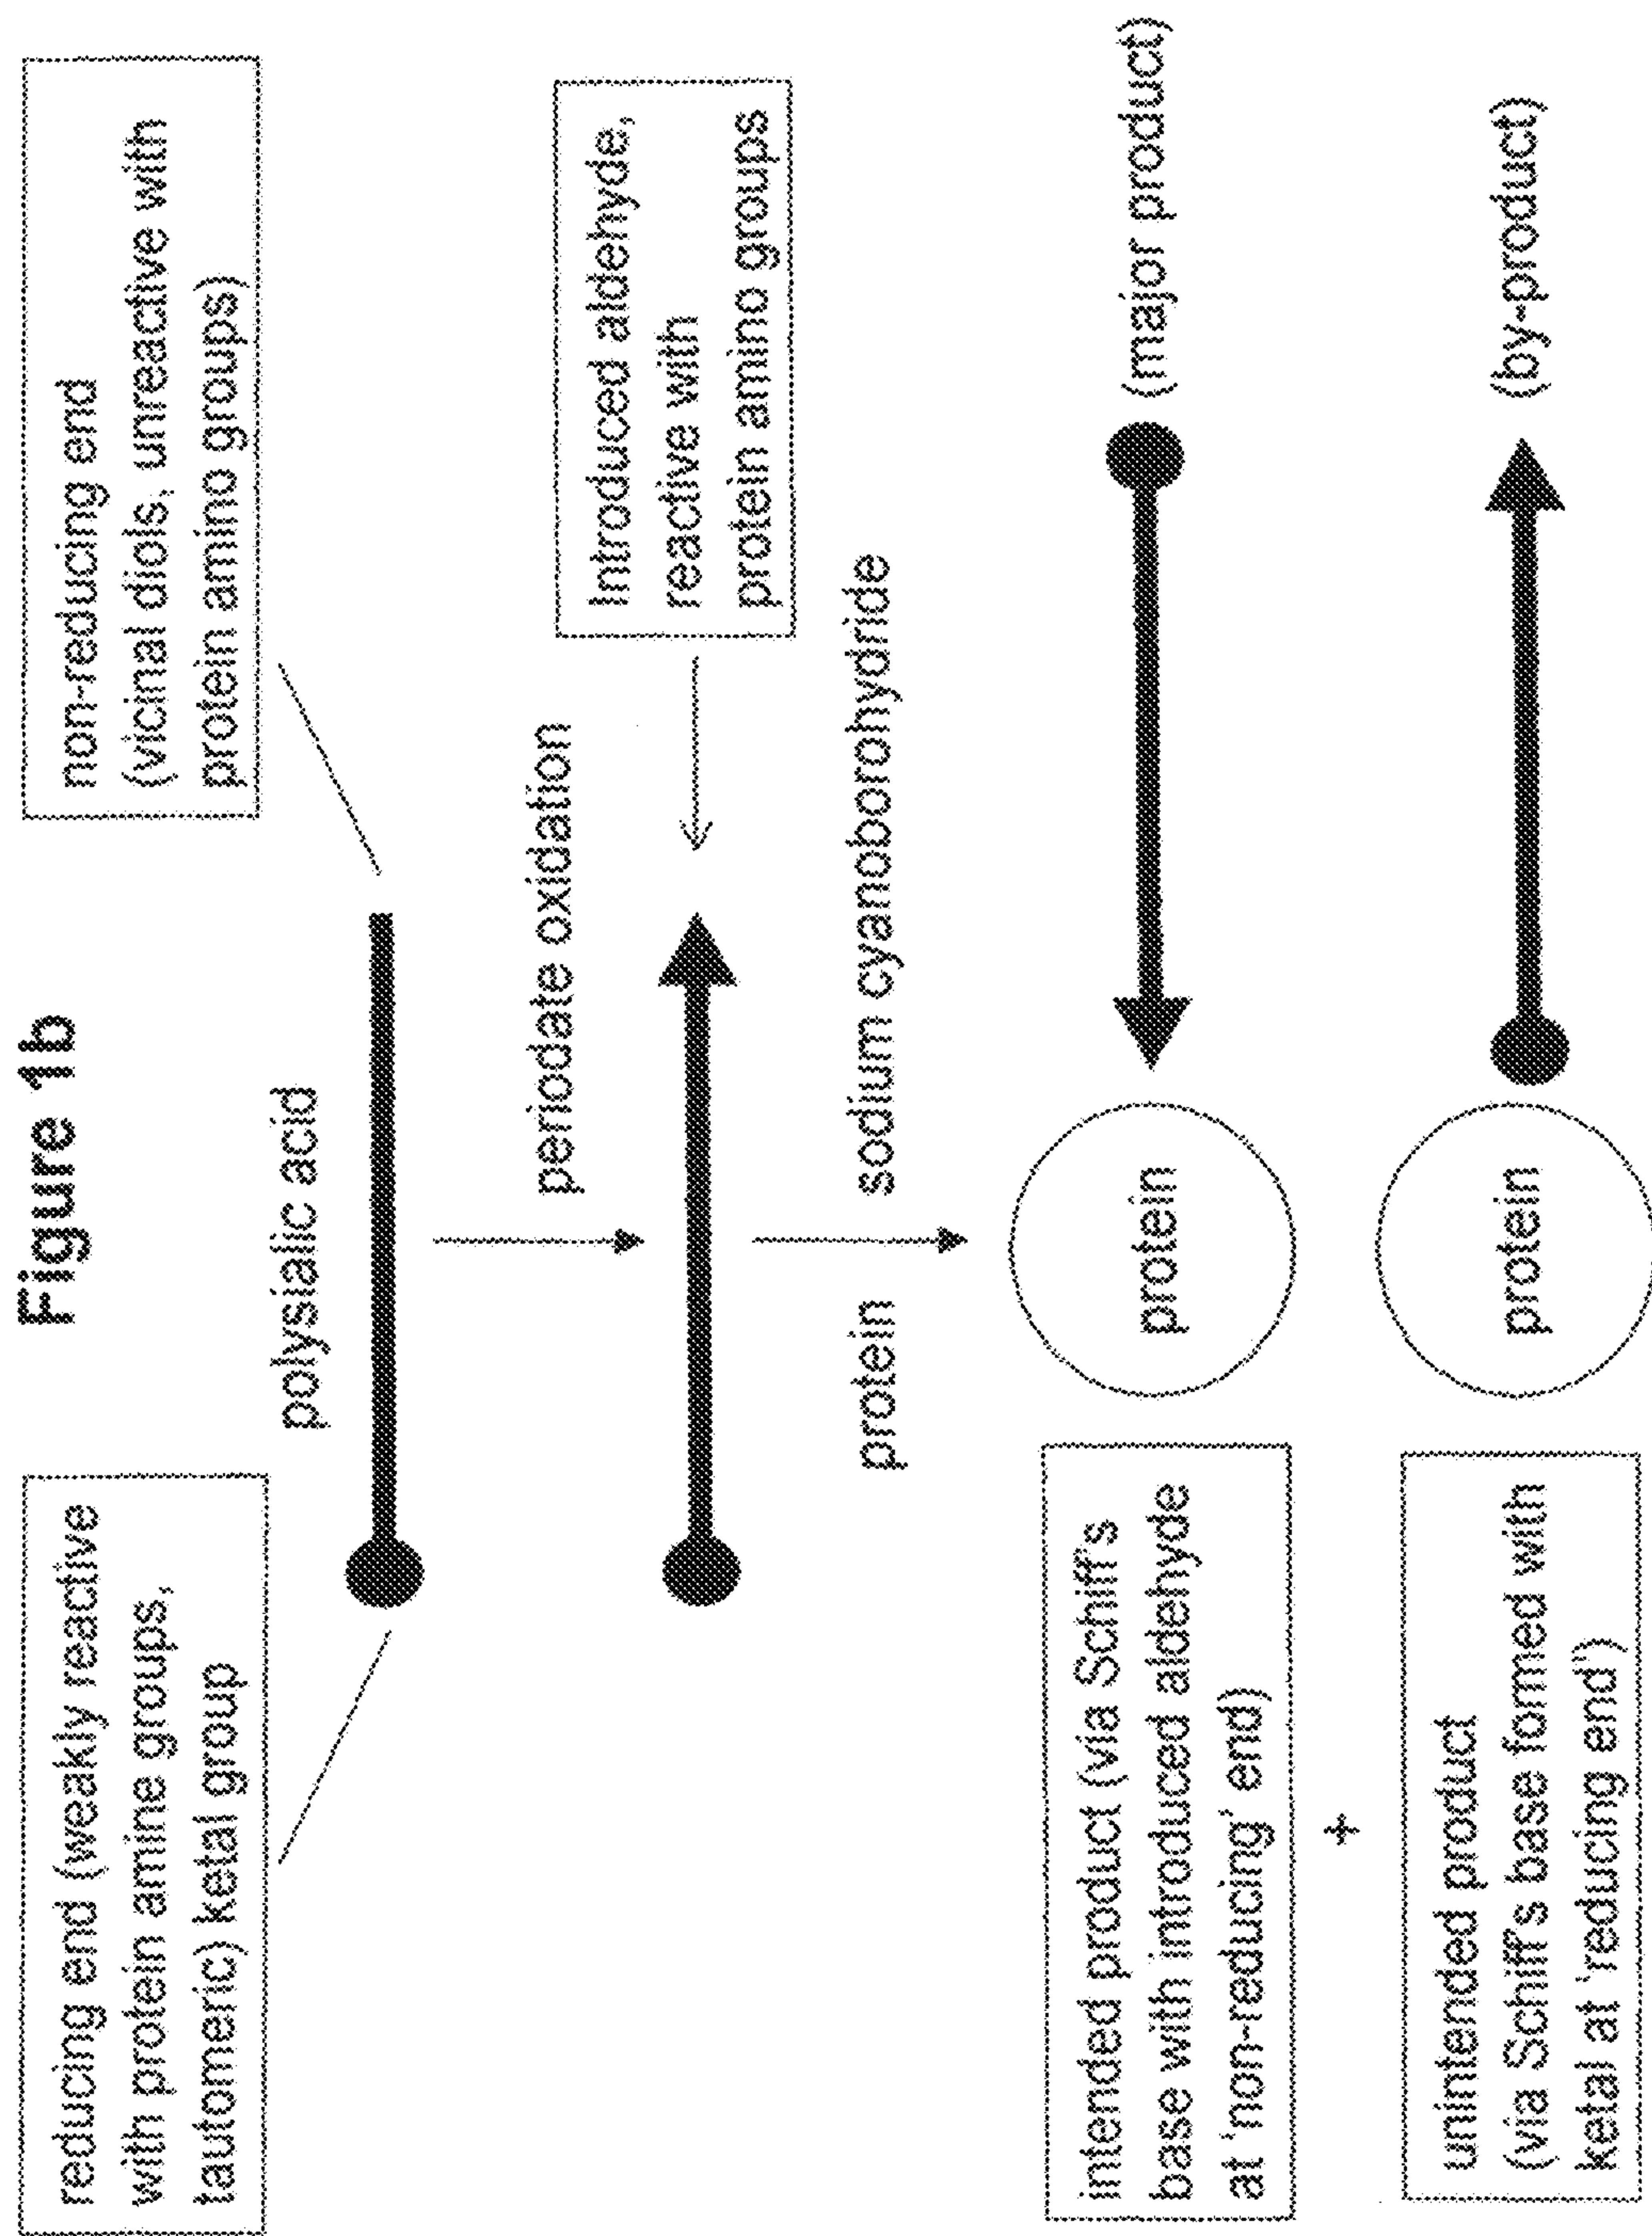 Figure 1b
reducing end (weakly reactive
with protein amine groups,
tautomeric) ketal group
polysialic acid
non-reducing end
(vicinal diols, unreactive with
protein amino groups)
periodate oxidation
Introduced aldehyde,
reactive with
protein amino groups
protein
sodium cyanoborohydride
intended product (via Schiff's
base with introduced aldehyde
at 'non-reducing' end)
protein
(major product)
+
unintended product
(via Schiff's base fomed with
ketal at 'reducing end')
protein
(by-product)